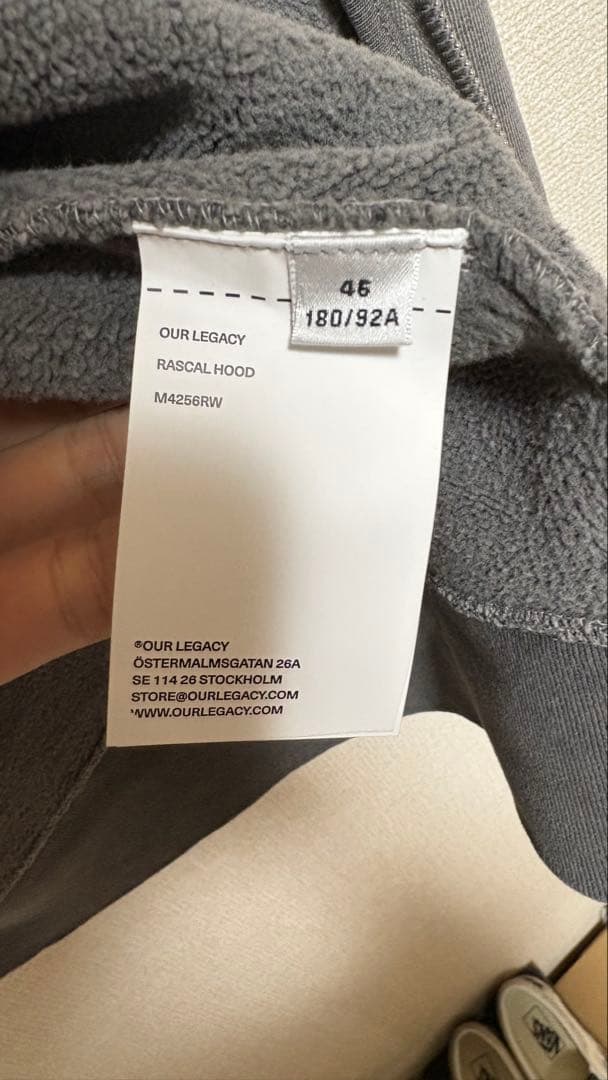 46
180/92A
OUR LEGACY
RASCAL HOOD
M4256RW
®OUR LEGACY
ÖSTERMALMSGATAN 26A
SE 114 26 STOCKHOLM
STORE@OURLEGACY.COM
WWW.OURLEGACY.COM
VANS